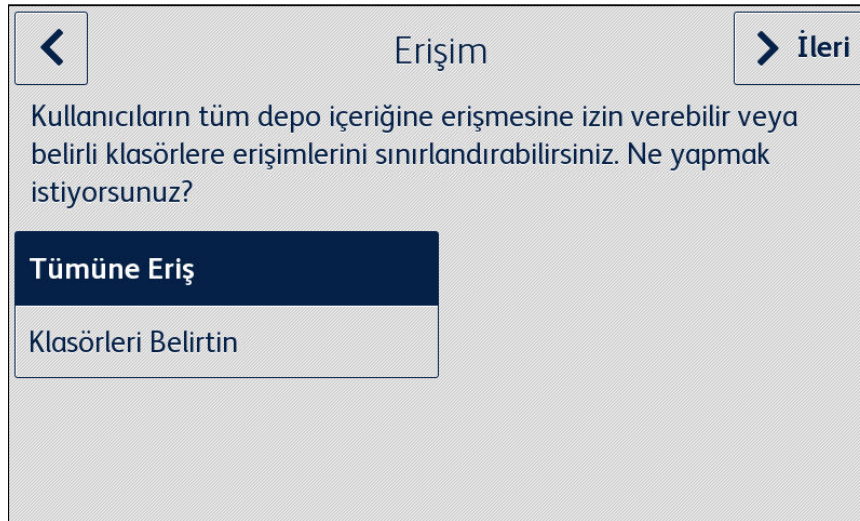 Erişim
İleri
Kullanıcıların tüm depo içeriğine erişmesine izin verebilir veya
belirli klasörlere erişimlerini sınırlandırabilirsiniz. Ne yapmak
istiyorsunuz?
Tümüne Eriş
Klasörleri Belirtin